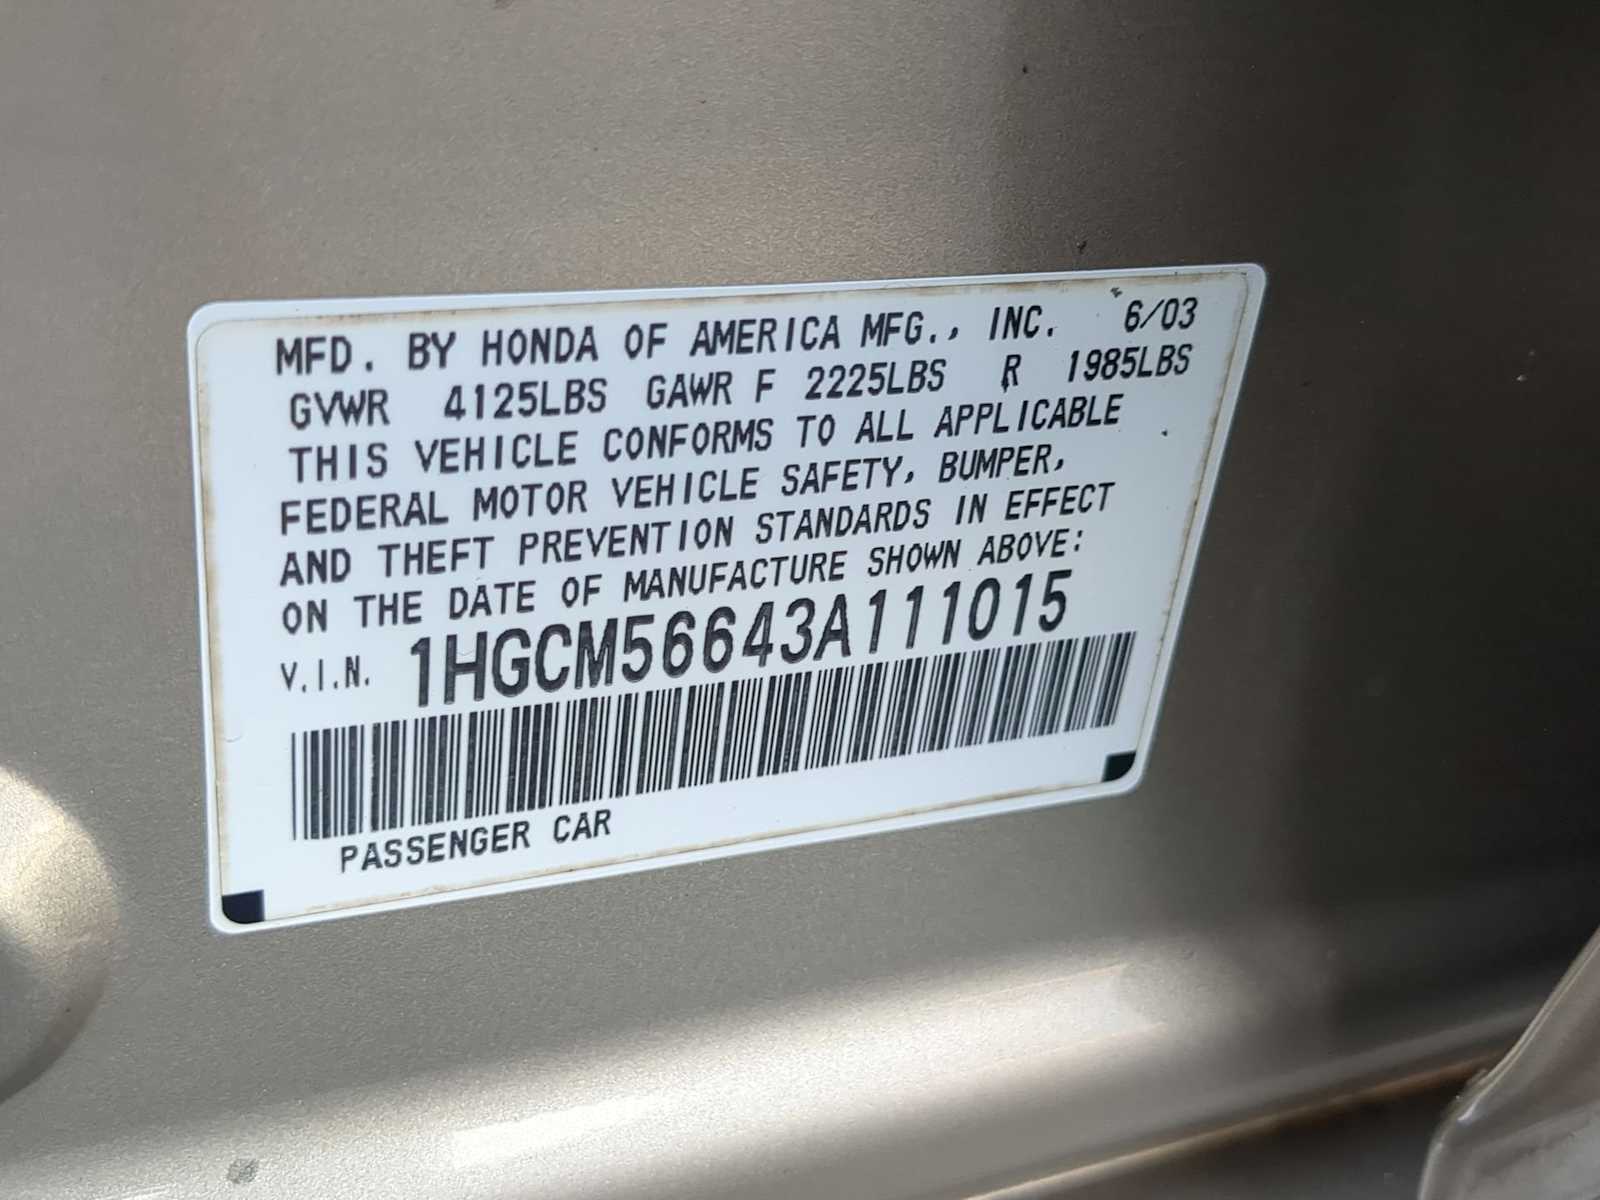 MFD. BY HONDA OF AMERICA MFG., INC. 6/03
GVWR 4125LBS GAWR F 2225LBS R 1985LBS
THIS VEHICLE CONFORMS TO ALL APPLICABLE
FEDERAL MOTOR VEHICLE SAFETY, BUMPER,
AND THEFT PREVENTION STANDARDS IN EFFECT
ON THE DATE OF MANUFACTURE SHOWN ABOVE:
V.I.N. 1HGCM56643A111015
PASSENGER CAR